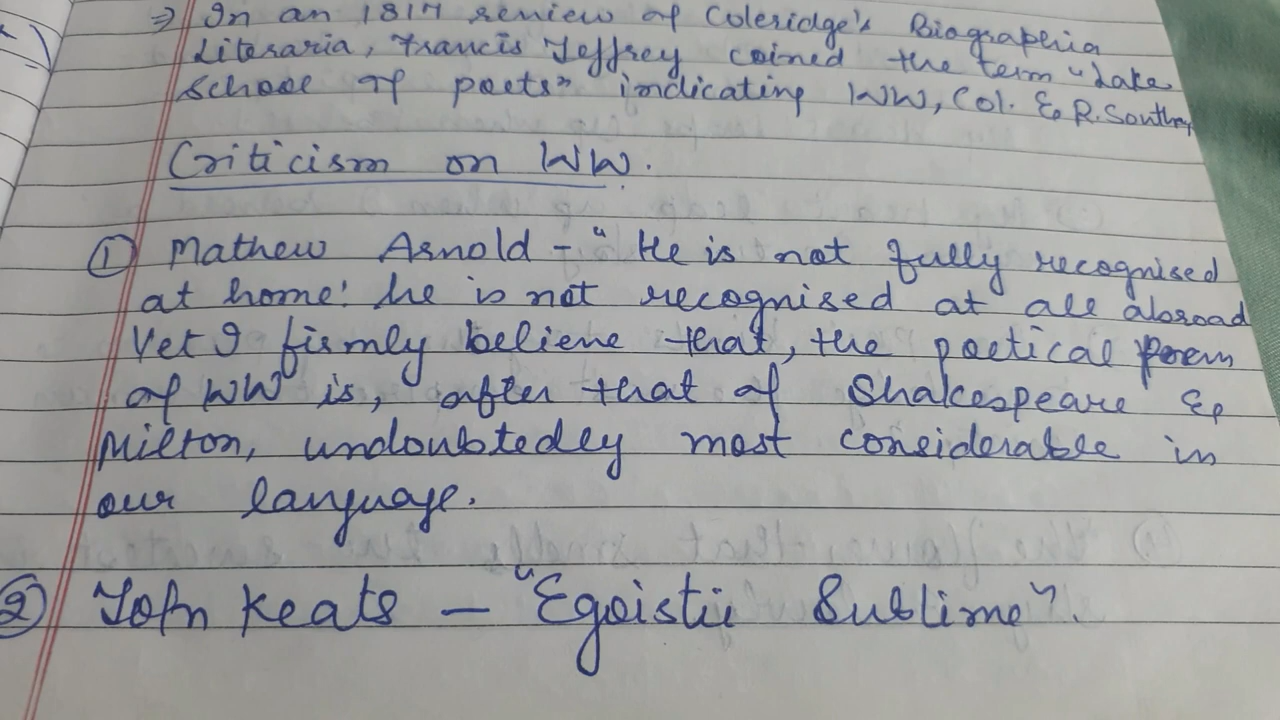 ⇒ In an 1817 review of Coleridge's Biographia
Literaria, Francis Jeffrey coined the term "Lake
School of poets" indicating WW, Col. & R. Southey
Criticism on WW.
① Mathew Arnold - "He is not fully recognised
at home! he is not recognised at all abroad
Yet I firmly believe that, the poetical poem
of WW is, after that of Shakespeare &
Milton, undoubtedley most considerable in
our language.
② John Keats - "Egoistic Sublime".